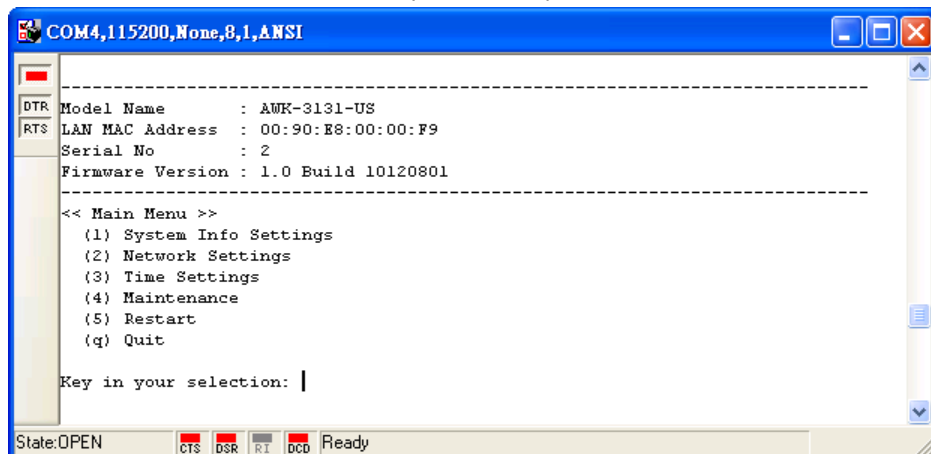 COM4,115200,None,8,1,ANSI
--------------------------------------------------------------------------
DTR
RTS
Model Name : AWK-3131-US
LAN MAC Address : 00:90:E8:00:00:F9
Serial No : 2
Firmware Version : 1.0 Build 10120801
--------------------------------------------------------------------------
<< Main Menu >>
(1) System Info Settings
(2) Network Settings
(3) Time Settings
(4) Maintenance
(5) Restart
(q) Quit
Key in your selection:
State:OPEN CTS DSR RI DCD Ready